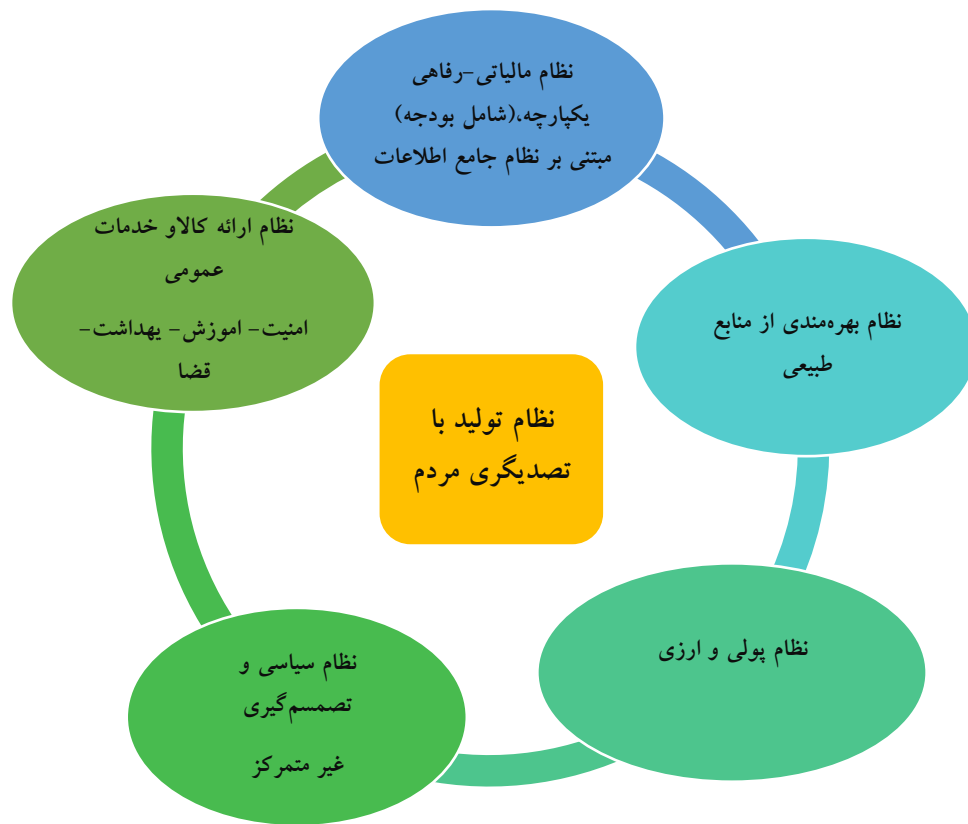 نظام مالیاتی-رفاهی
یکپارچه،(شامل بودجه)
مبتنی بر نظام جامع اطلاعات
نظام بهره‌مندی از منابع
طبیعی
نظام پولی و ارزی
نظام سیاسی و
تصمسم‌گیری
غیر متمرکز
نظام ارائه کالاو خدمات
عمومی
امنیت- اموزش- یهداشت-
قضا
نظام تولید با
تصدیگری مردم